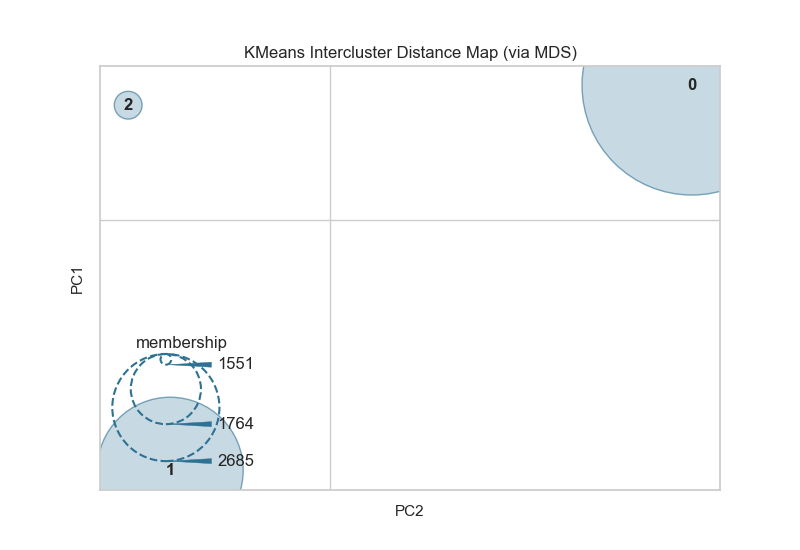 KMeans Intercluster Distance Map (via MDS)
2
0
PC1
membership
1551
1764
2685
1
PC2